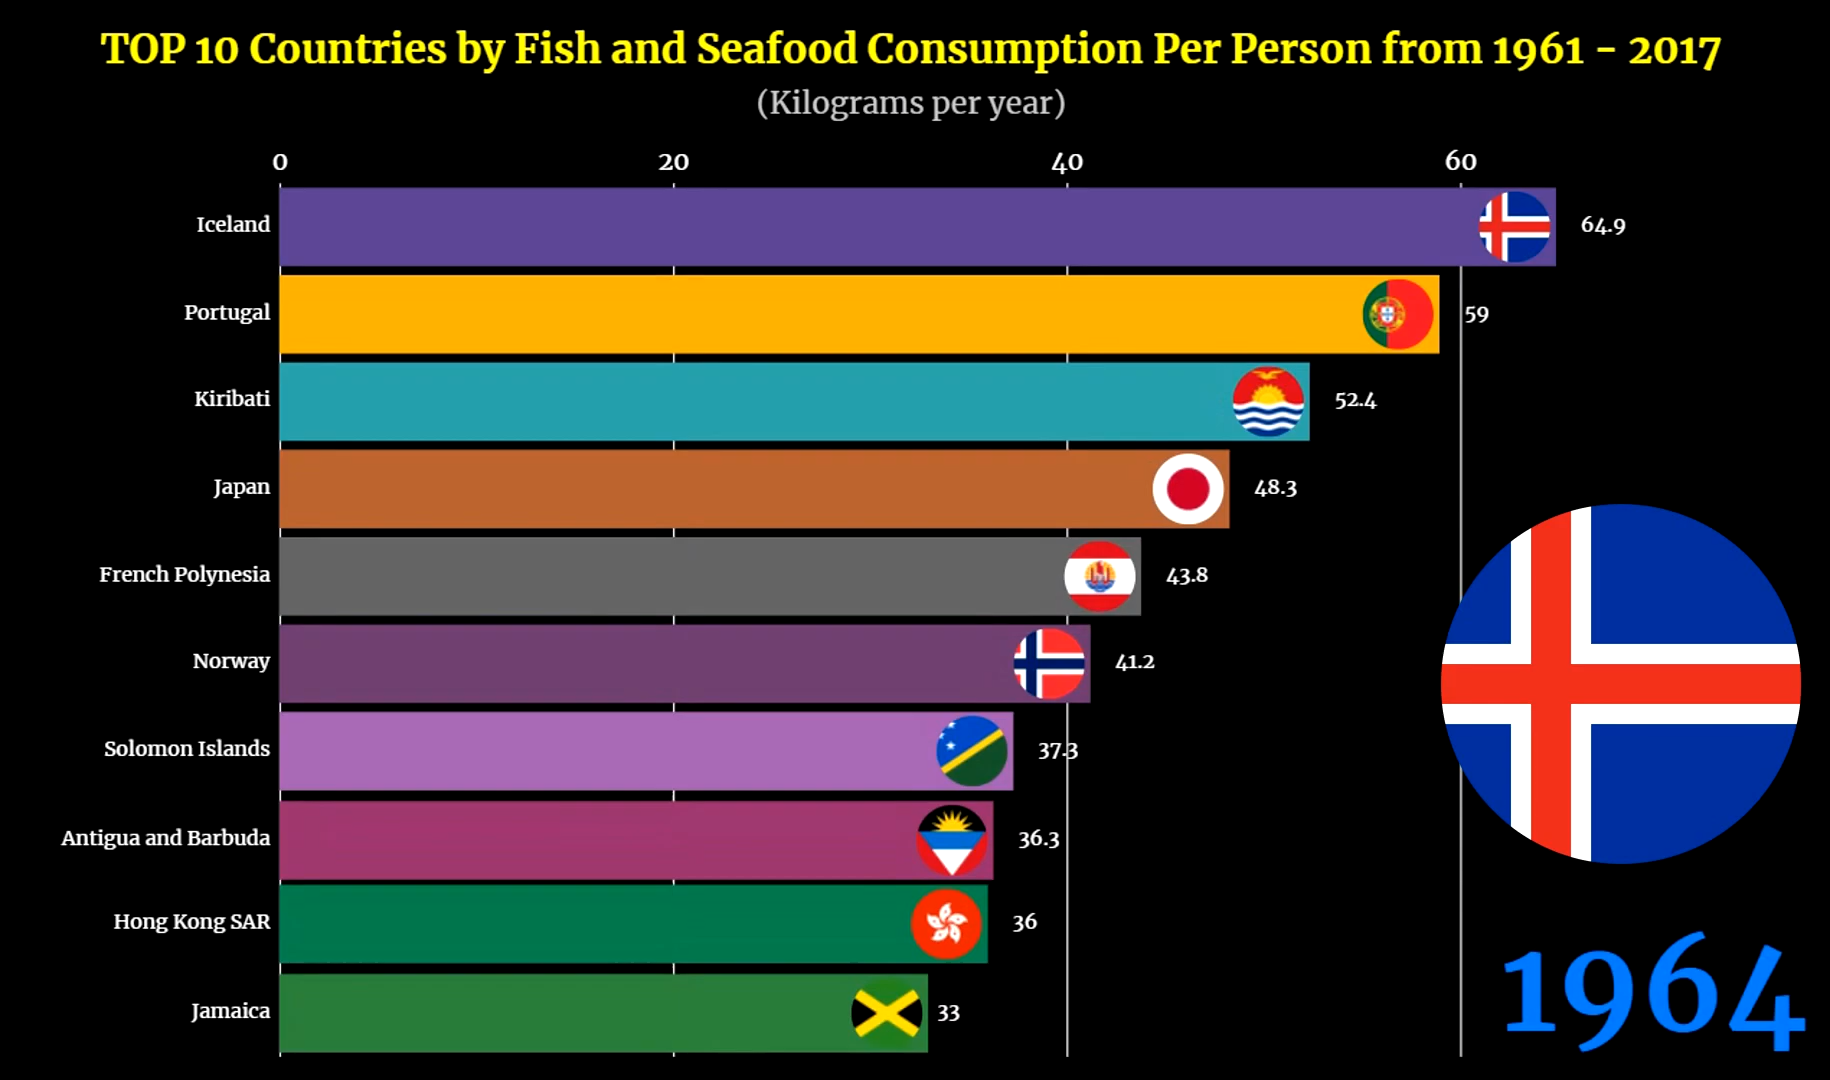 TOP 10 Countries by Fish and Seafood Consumption Per Person from 1961 - 2017
(Kilograms per year)
0 20 40 60
Iceland 64.9
Portugal 59
Kiribati 52.4
Japan 48.3
French Polynesia 43.8
Norway 41.2
Solomon Islands 37.3
Antigua and Barbuda 36.3
Hong Kong SAR 36
Jamaica 33
1964